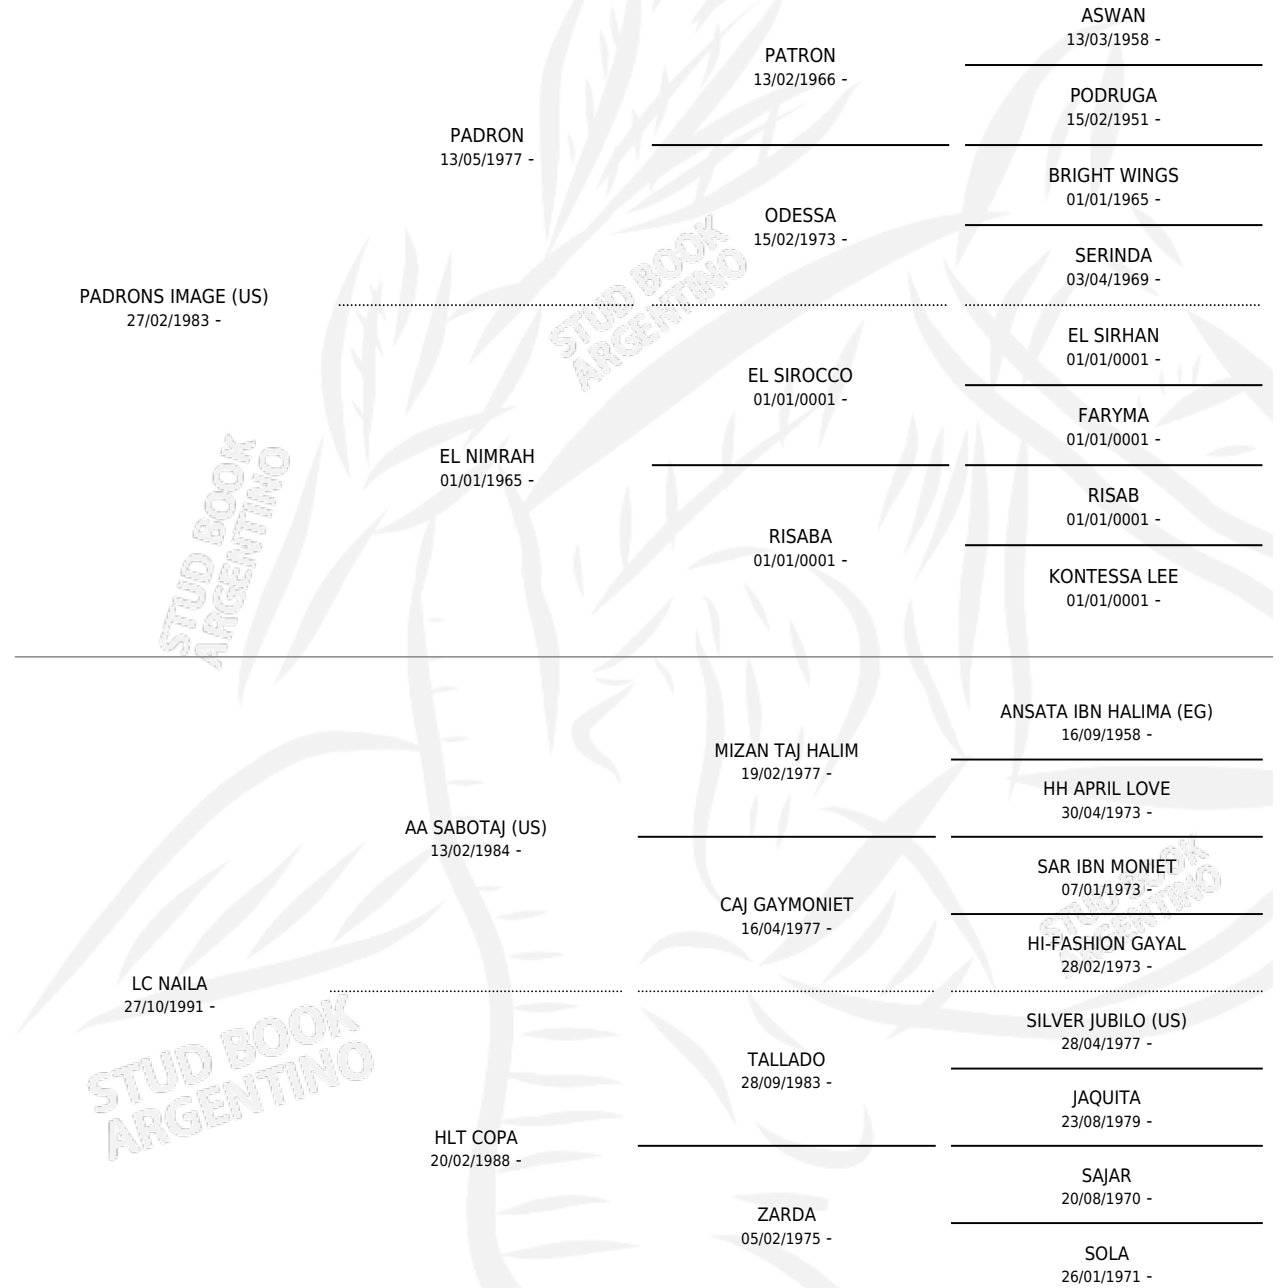 ASWAN
13/03/1958 -
PATRON
13/02/1966 -
PODRUGA
15/02/1951 -
PADRON
13/05/1977 -
BRIGHT WINGS
01/01/1965 -
ODESSA
15/02/1973 -
SERINDA
03/04/1969 -
PADRONS IMAGE (US)
27/02/1983 -
EL SIRHAN
01/01/0001 -
EL SIROCCO
01/01/0001 -
FARYMA
01/01/0001 -
EL NIMRAH
01/01/1965 -
RISAB
01/01/0001 -
RISABA
01/01/0001 -
KONTESSA LEE
01/01/0001 -
STUD BOOK
ARGENTINO
STUD BOOK
ARGENTINO
ANSATA IBN HALIMA (EG)
16/09/1958 -
MIZAN TAJ HALIM
19/02/1977 -
HH APRIL LOVE
30/04/1973 -
AA SABOTAJ (US)
13/02/1984 -
SAR IBN MONIET
07/01/1973 -
CAJ GAYMONIET
16/04/1977 -
HI-FASHION GAYAL
28/02/1973 -
STUD BOOK
ARGENTINO
LC NAILA
27/10/1991 -
SILVER JUBILO (US)
28/04/1977 -
TALLADO
28/09/1983 -
JAQUITA
23/08/1979 -
HLT COPA
20/02/1988 -
SAJAR
20/08/1970 -
ZARDA
05/02/1975 -
SOLA
26/01/1971 -
STUD BOOK
ARGENTINO